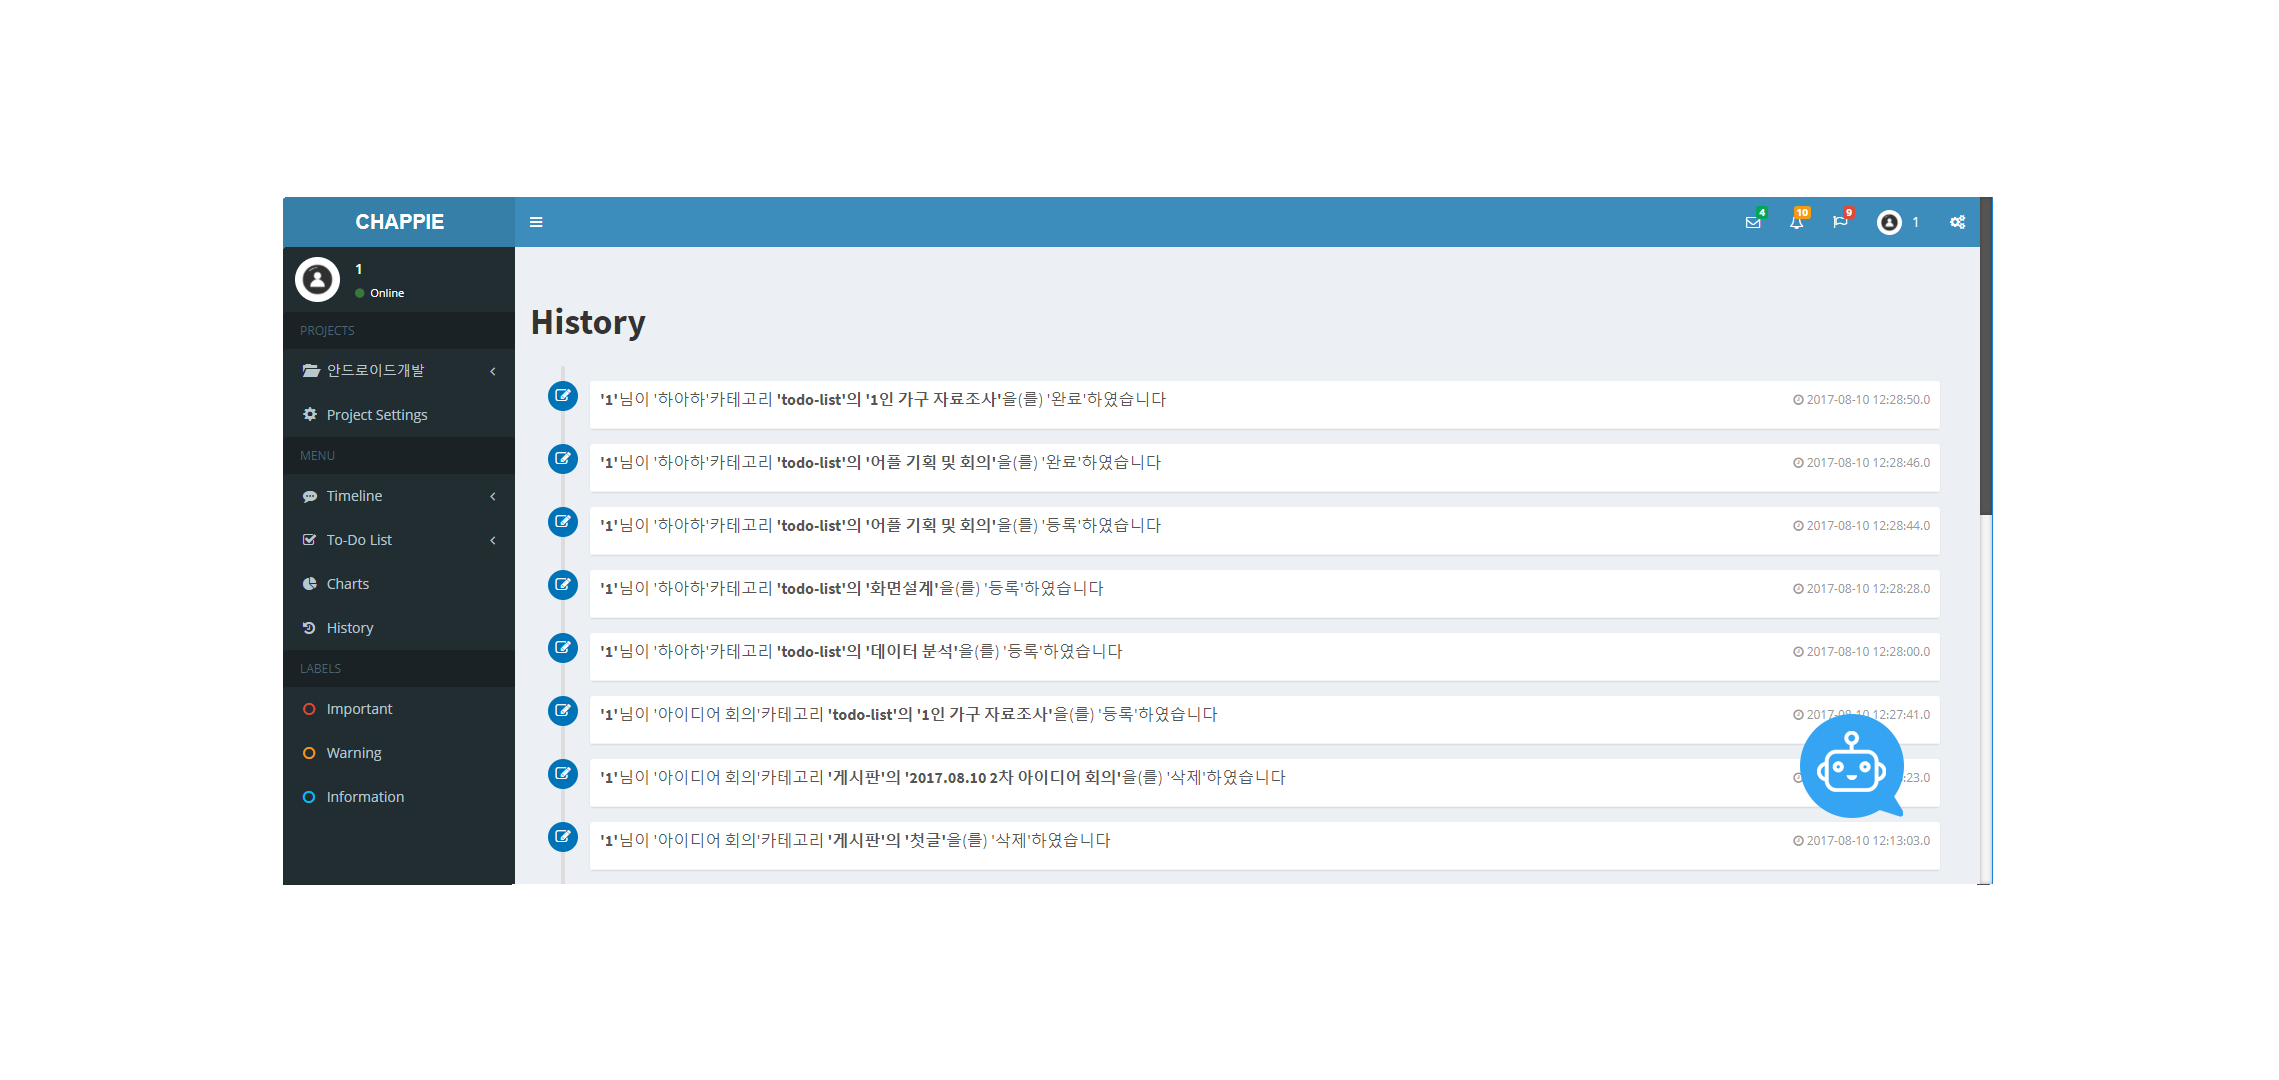 CHAPPIE
4
10
9
1
1
Online
PROJECTS
안드로이드개발
Project Settings
MENU
Timeline
To-Do List
Charts
History
LABELS
Important
Warning
Information
History
'1'님이 '하아하'카테고리 'todo-list'의 '1인 가구 자료조사'을(를) '완료'하였습니다 2017-08-10 12:28:50.0
'1'님이 '하아하'카테고리 'todo-list'의 '어플 기획 및 회의'을(를) '완료'하였습니다 2017-08-10 12:28:46.0
'1'님이 '하아하'카테고리 'todo-list'의 '어플 기획 및 회의'을(를) '등록'하였습니다 2017-08-10 12:28:44.0
'1'님이 '하아하'카테고리 'todo-list'의 '화면설계'을(를) '등록'하였습니다 2017-08-10 12:28:28.0
'1'님이 '하아하'카테고리 'todo-list'의 '데이터 분석'을(를) '등록'하였습니다 2017-08-10 12:28:00.0
'1'님이 '아이디어 회의'카테고리 'todo-list'의 '1인 가구 자료조사'을(를) '등록'하였습니다 2017-08-10 12:27:41.0
'1'님이 '아이디어 회의'카테고리 '게시판'의 '2017.08.10 2차 아이디어 회의'을(를) '삭제'하였습니다 :23.0
'1'님이 '아이디어 회의'카테고리 '게시판'의 '첫글'을(를) '삭제'하였습니다 2017-08-10 12:13:03.0